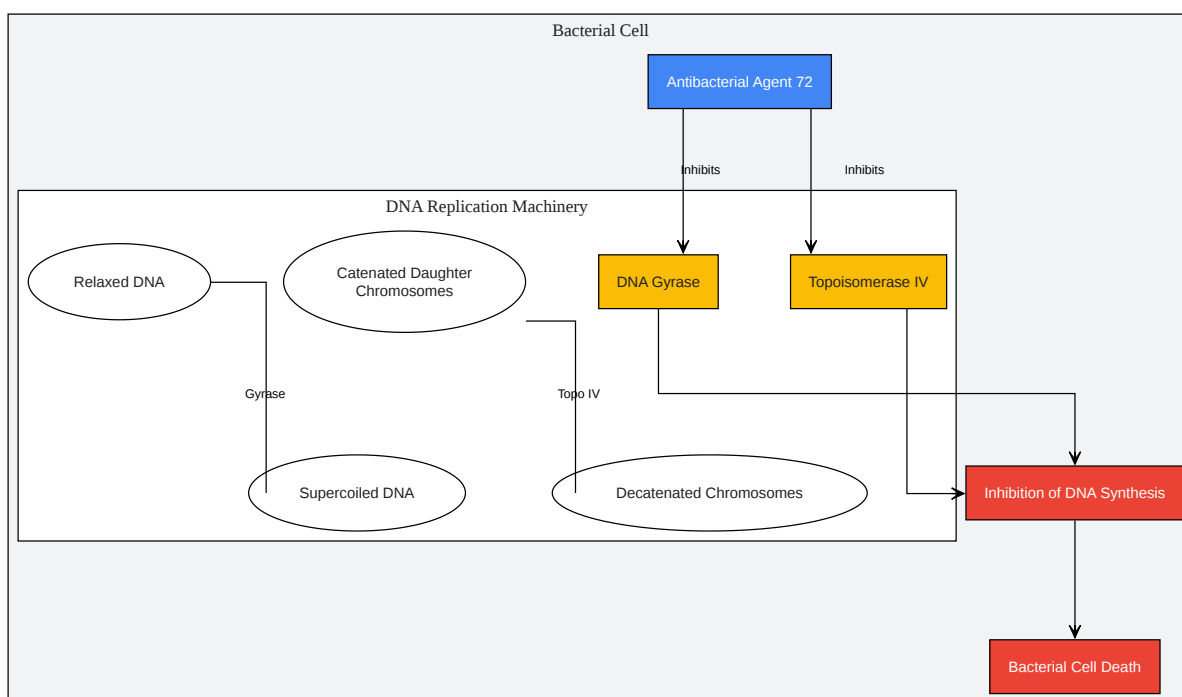 Bacterial Cell
Antibacterial Agent 72
Inhibits
Inhibits
DNA Replication Machinery
Relaxed DNA
Catenated Daughter
Chromosomes
DNA Gyrase
Topoisomerase IV
Gyrase
Topo IV
Supercoiled DNA
Decatenated Chromosomes
Inhibition of DNA Synthesis
Bacterial Cell Death